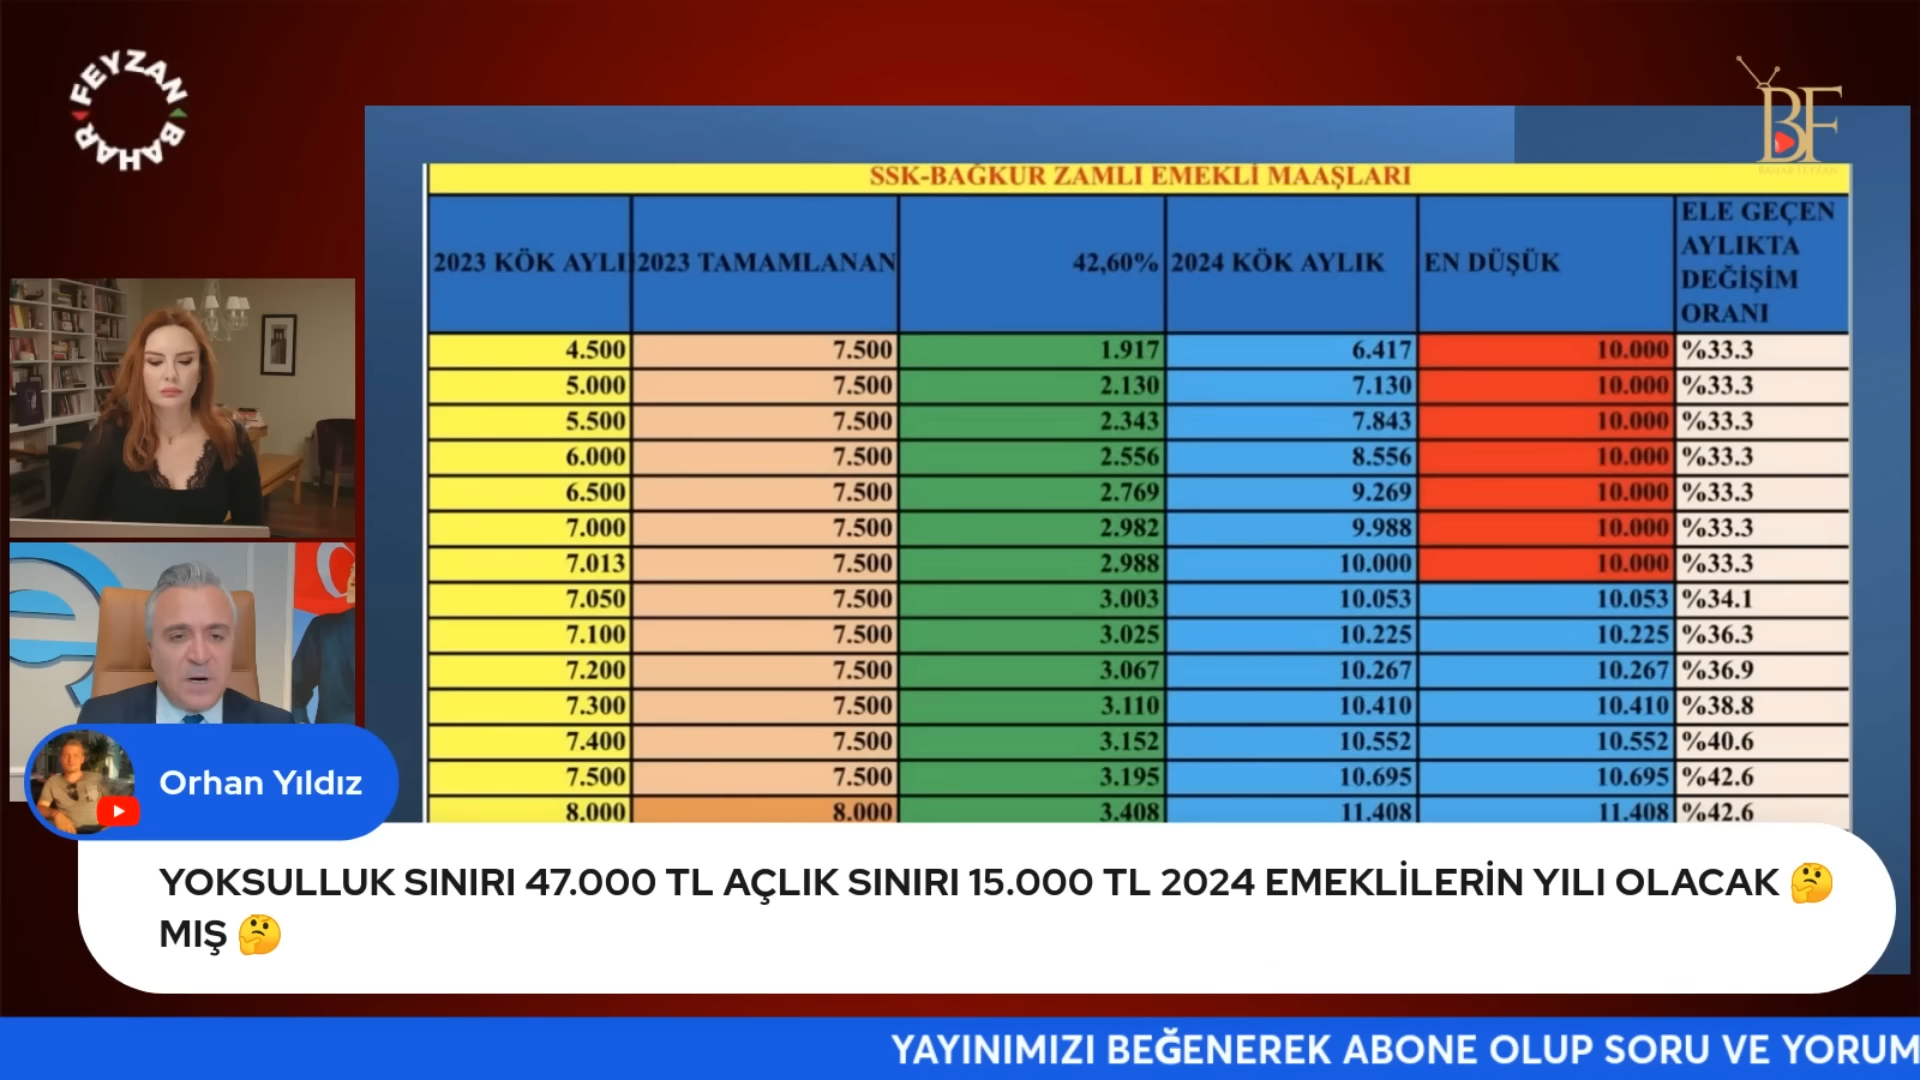 FEYZAN
BAHAR
BF
BAHAR FEYZAN
SSK-BAĞKUR ZAMLI EMEKLİ MAAŞLARI
2023 KÖK AYLI 2023 TAMAMLANAN 42,60% 2024 KÖK AYLIK EN DÜŞÜK ELE GEÇEN
AYLIKTA
DEĞİŞİM
ORANI
4.500 7.500 1.917 6.417 10.000 %33.3
5.000 7.500 2.130 7.130 10.000 %33.3
5.500 7.500 2.343 7.843 10.000 %33.3
6.000 7.500 2.556 8.556 10.000 %33.3
6.500 7.500 2.769 9.269 10.000 %33.3
7.000 7.500 2.982 9.988 10.000 %33.3
7.013 7.500 2.988 10.000 10.000 %33.3
7.050 7.500 3.003 10.053 10.053 %34.1
7.100 7.500 3.025 10.225 10.225 %36.3
7.200 7.500 3.067 10.267 10.267 %36.9
7.300 7.500 3.110 10.410 10.410 %38.8
7.400 7.500 3.152 10.552 10.552 %40.6
7.500 7.500 3.195 10.695 10.695 %42.6
8.000 8.000 3.408 11.408 11.408 %42.6
Orhan Yıldız
YOKSULLUK SINIRI 47.000 TL AÇLIK SINIRI 15.000 TL 2024 EMEKLİLERİN YILI OLACAK 🤔
MIŞ 🤔
YAYINIMIZI BEĞENEREK ABONE OLUP SORU VE YORUM